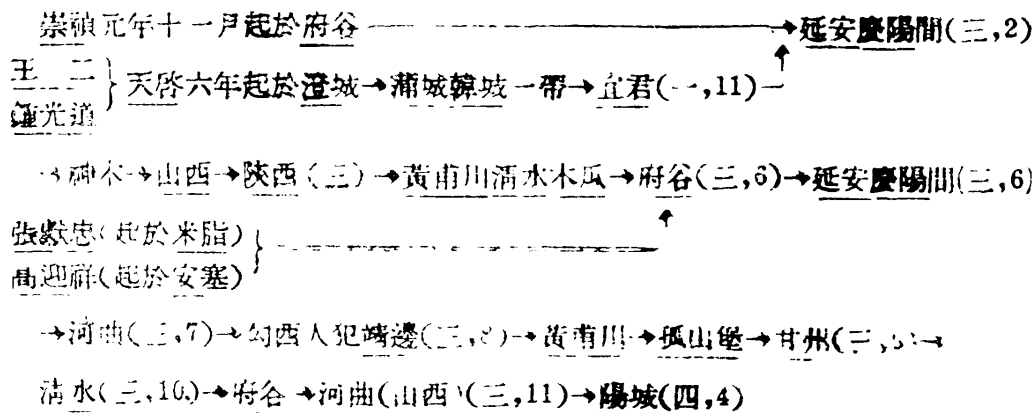 崇禎元年十一月起於府谷→延安慶陽間(三,2)
王二
鍾光道
天啓六年起於澄城→蒲城韓城一帶→宜君(一,11)
→神木→山西→陝西(三)→黃甫川清水木瓜→府谷(三,6)→延安慶陽間(三,6)
張獻忠(起於米脂)
高迎祥(起於安塞)
→河曲(三,7)→勾西人犯靖邊(三,8)→黃甫川→孤山堡→甘州(三,9)→
清水(三,10)→府谷→河曲(山西)(三,11)→陽城(四,4)